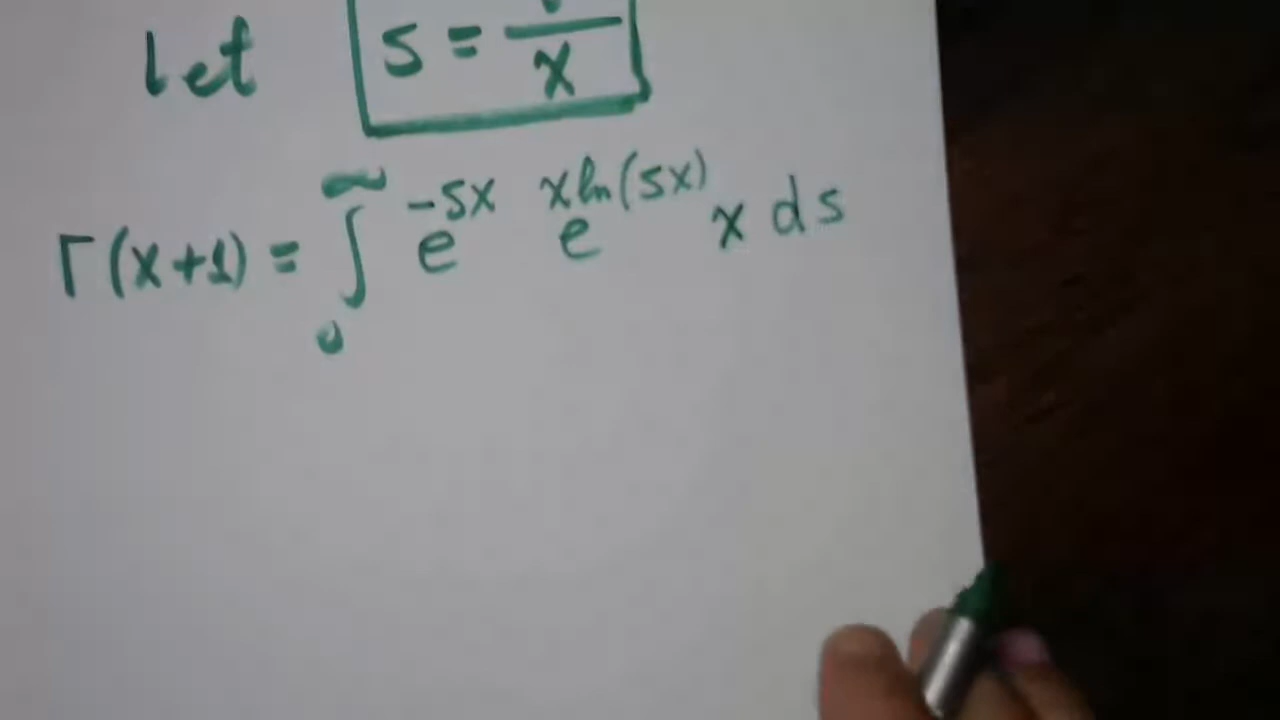 let s = /x
Γ(x+1) = ∫₀^∞ e^(-sx) e^(x ln(sx)) x ds